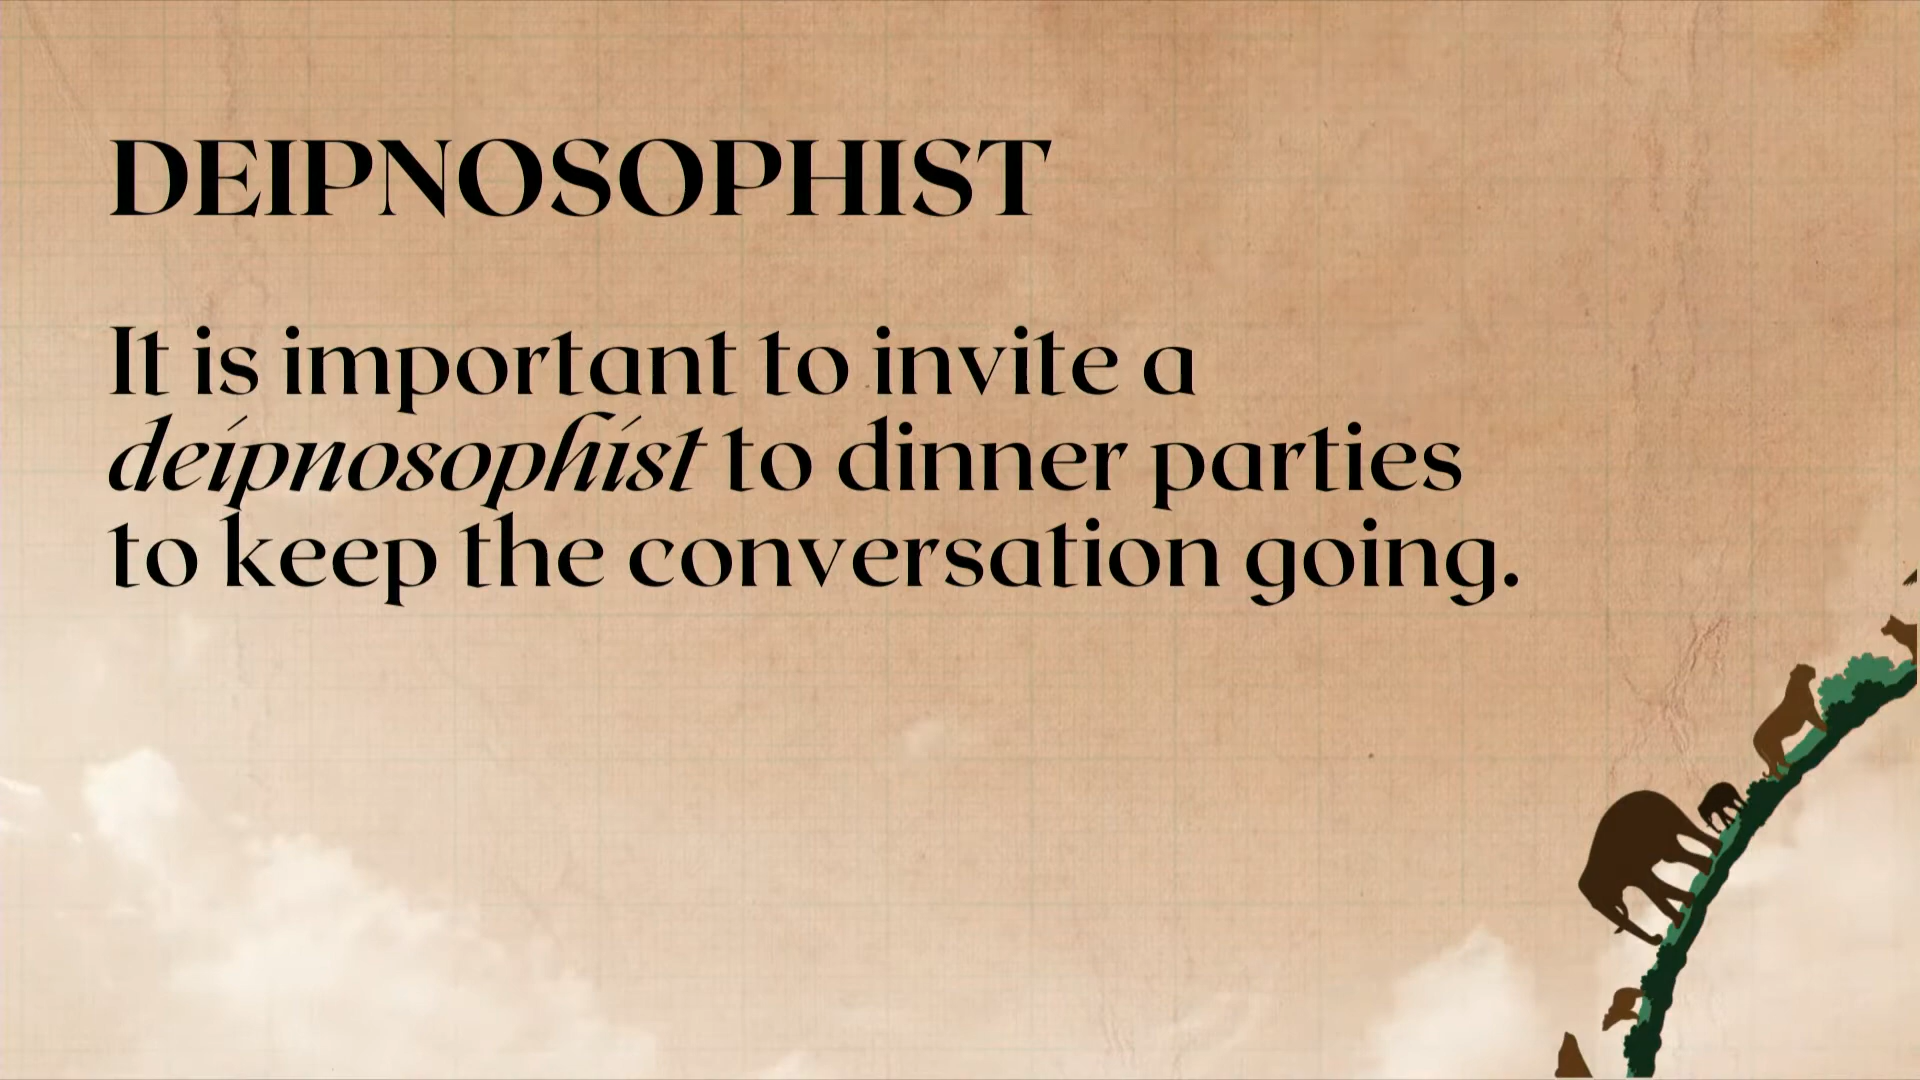 DEIPNOSOPHIST
It is important to invite a
deipnosophist to dinner parties
to keep the conversation going.